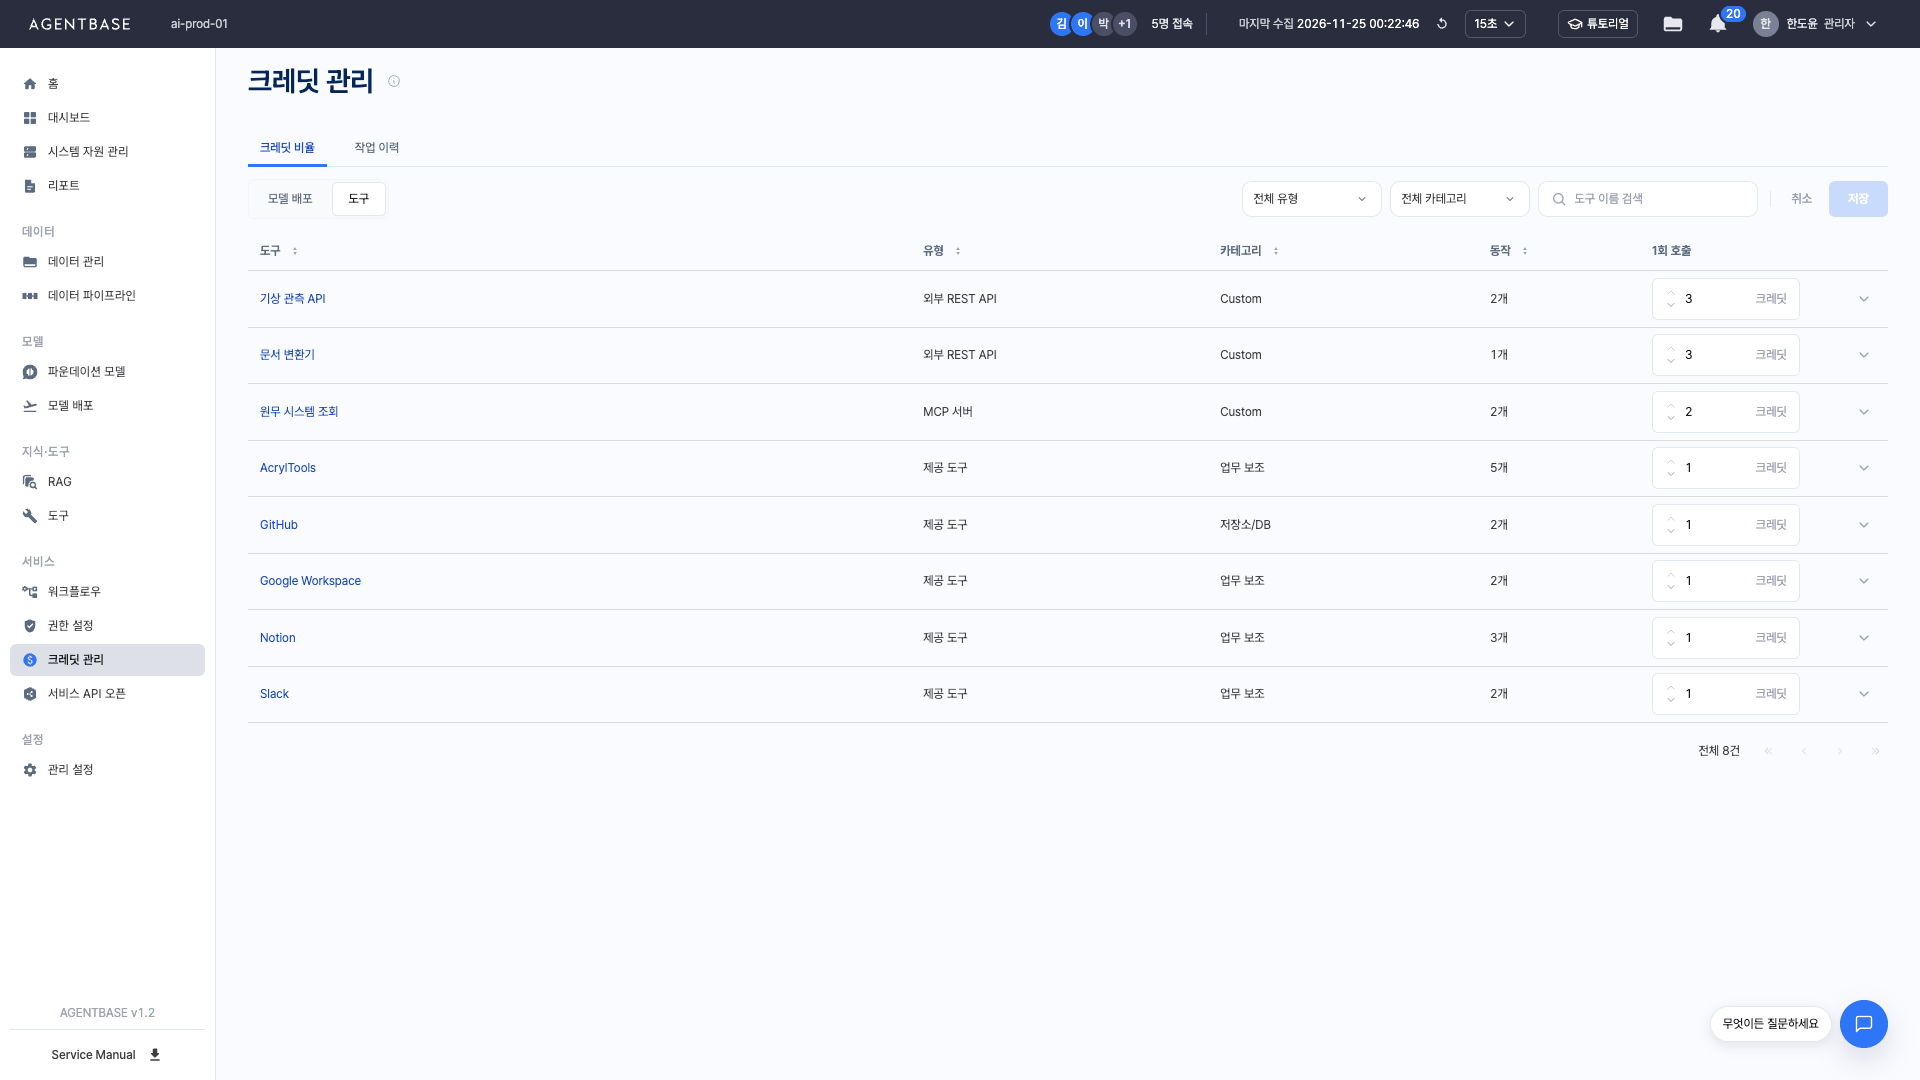 AGENTBASE
ai-prod-01
김 이 박 +1 5명 접속
마지막 수집 2026-11-25 00:22:46
15초
튜토리얼
20
한 한도윤 관리자
홈
대시보드
시스템 자원 관리
리포트
데이터
데이터 관리
데이터 파이프라인
모델
파운데이션 모델
모델 배포
지식·도구
RAG
도구
서비스
워크플로우
권한 설정
크레딧 관리
서비스 API 오픈
설정
관리 설정
AGENTBASE v1.2
Service Manual
크레딧 관리
크레딧 비율 작업 이력
모델 배포 도구
전체 유형 전체 카테고리 도구 이름 검색 취소 저장
도구 유형 카테고리 동작 1회 호출
기상 관측 API 외부 REST API Custom 2개 3 크레딧
문서 변환기 외부 REST API Custom 1개 3 크레딧
원무 시스템 조회 MCP 서버 Custom 2개 2 크레딧
AcrylTools 제공 도구 업무 보조 5개 1 크레딧
GitHub 제공 도구 저장소/DB 2개 1 크레딧
Google Workspace 제공 도구 업무 보조 2개 1 크레딧
Notion 제공 도구 업무 보조 3개 1 크레딧
Slack 제공 도구 업무 보조 2개 1 크레딧
전체 8건
무엇이든 질문하세요